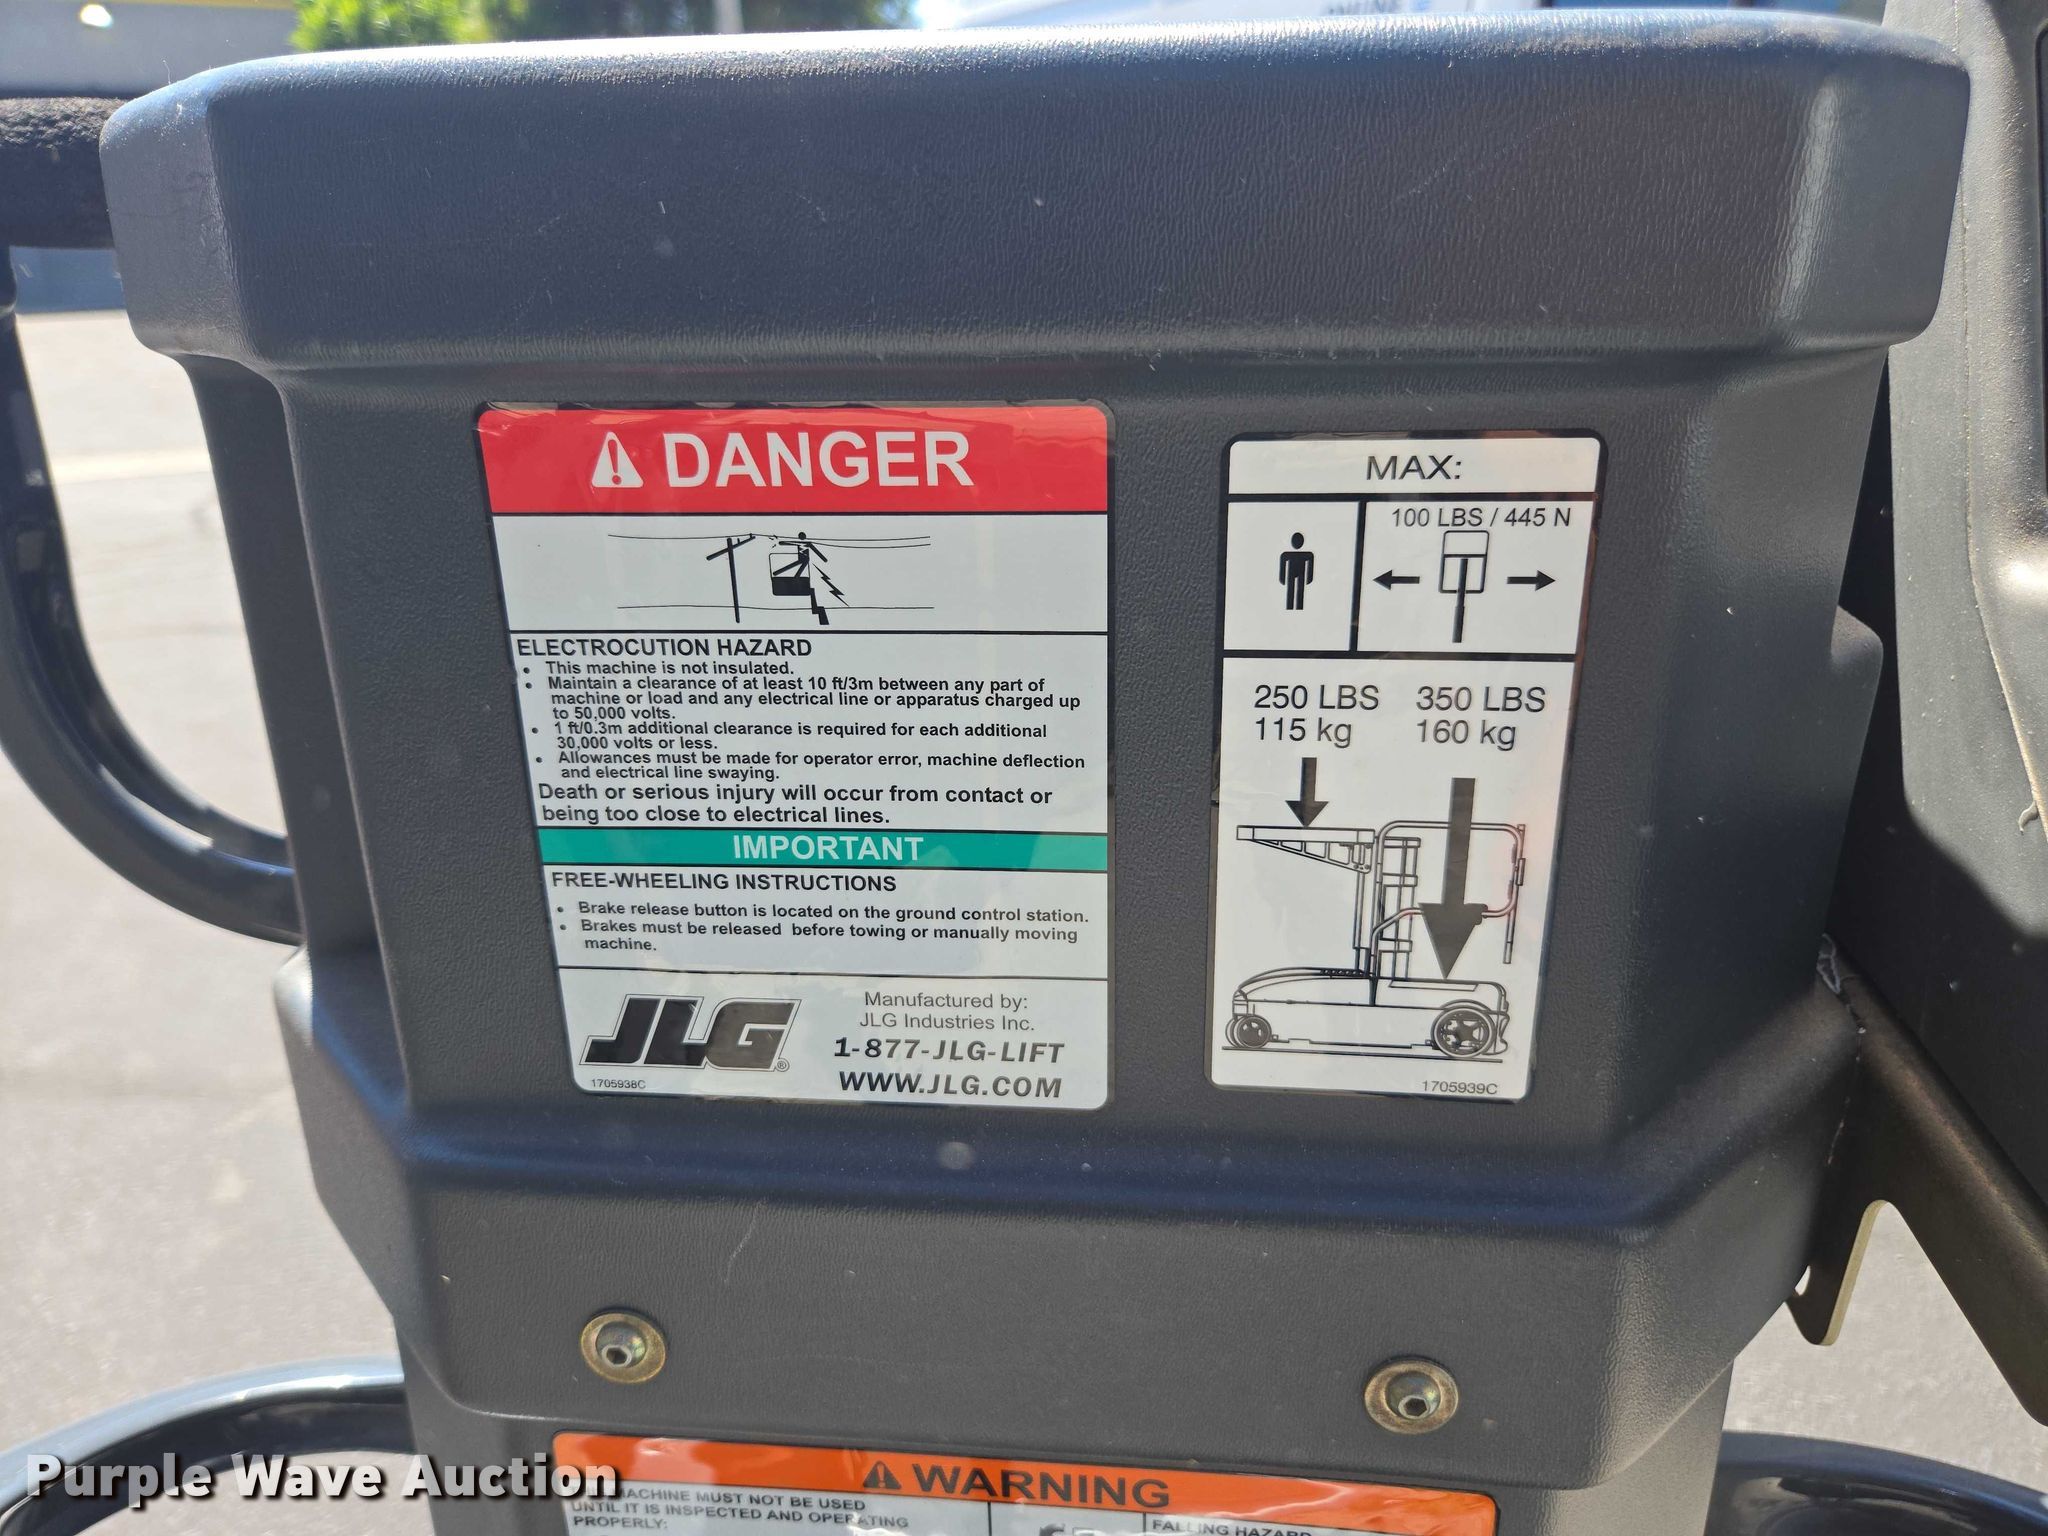 DANGER
ELECTROCUTION HAZARD
• This machine is not insulated.
• Maintain a clearance of at least 10 ft/3m between any part of
machine or load and any electrical line or apparatus charged up
to 50,000 volts.
• 1 ft/0.3m additional clearance is required for each additional
30,000 volts or less.
• Allowances must be made for operator error, machine deflection
and electrical line swaying.
Death or serious injury will occur from contact or
being too close to electrical lines.
IMPORTANT
FREE-WHEELING INSTRUCTIONS
• Brake release button is located on the ground control station.
• Brakes must be released before towing or manually moving
machine.
JLG®
Manufactured by:
JLG Industries Inc.
1-877-JLG-LIFT
WWW.JLG.COM
1705938C
MAX:
100 LBS / 445 N
250 LBS 350 LBS
115 kg 160 kg
1705939C
WARNING
MACHINE MUST NOT BE USED
UNTIL IT IS INSPECTED AND OPERATING
PROPERLY:
FALLING HAZARD
Purple Wave Auction